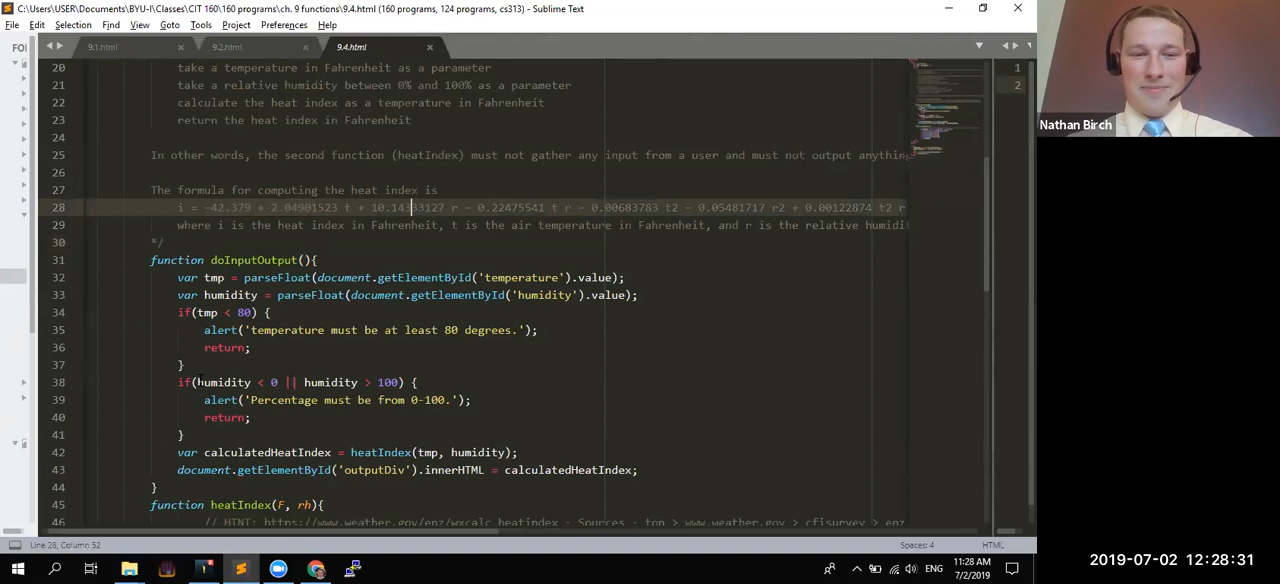 C:\Users\USER\Documents\BYU-I\Classes\CIT 160\160 programs\ch. 9 functions\9.4.html (160 programs, 124 programs, cs313) - Sublime Text
File Edit Selection Find View Goto Tools Project Preferences Help
FOI
9.1.html
9.2.html
9.4.html
20 take a temperature in Fahrenheit as a parameter
21 take a relative humidity between 0% and 100% as a parameter
22 calculate the heat index as a temperature in Fahrenheit
23 return the heat index in Fahrenheit
24
25 In other words, the second function (heatIndex) must not gather any input from a user and must not output anything
26
27 The formula for computing the heat index is
28 i = -42.379 + 2.04901523 t + 10.14333127 r - 0.22475541 t r - 0.00683783 t2 - 0.05481717 r2 + 0.00122874 t2 r
29 where i is the heat index in Fahrenheit, t is the air temperature in Fahrenheit, and r is the relative humidit
30 */
31 function doInputOutput(){
32 var tmp = parseFloat(document.getElementById('temperature').value);
33 var humidity = parseFloat(document.getElementById('humidity').value);
34 if(tmp < 80) {
35 alert('temperature must be at least 80 degrees.');
36 return;
37 }
38 if(humidity < 0 || humidity > 100) {
39 alert('Percentage must be from 0-100.');
40 return;
41 }
42 var calculatedHeatIndex = heatIndex(tmp, humidity);
43 document.getElementById('outputDiv').innerHTML = calculatedHeatIndex;
44 }
45 function heatIndex(F, rh){
46 // HINT: https://www.weather.gov/epz/wxcalc_heatindex - Sources - top > www.weather.gov > cfisurvey > epz
1
2
Line 28, Column 52
Spaces: 4
HTML
ENG
11:28 AM
7/2/2019
Nathan Birch
2019-07-02 12:28:31